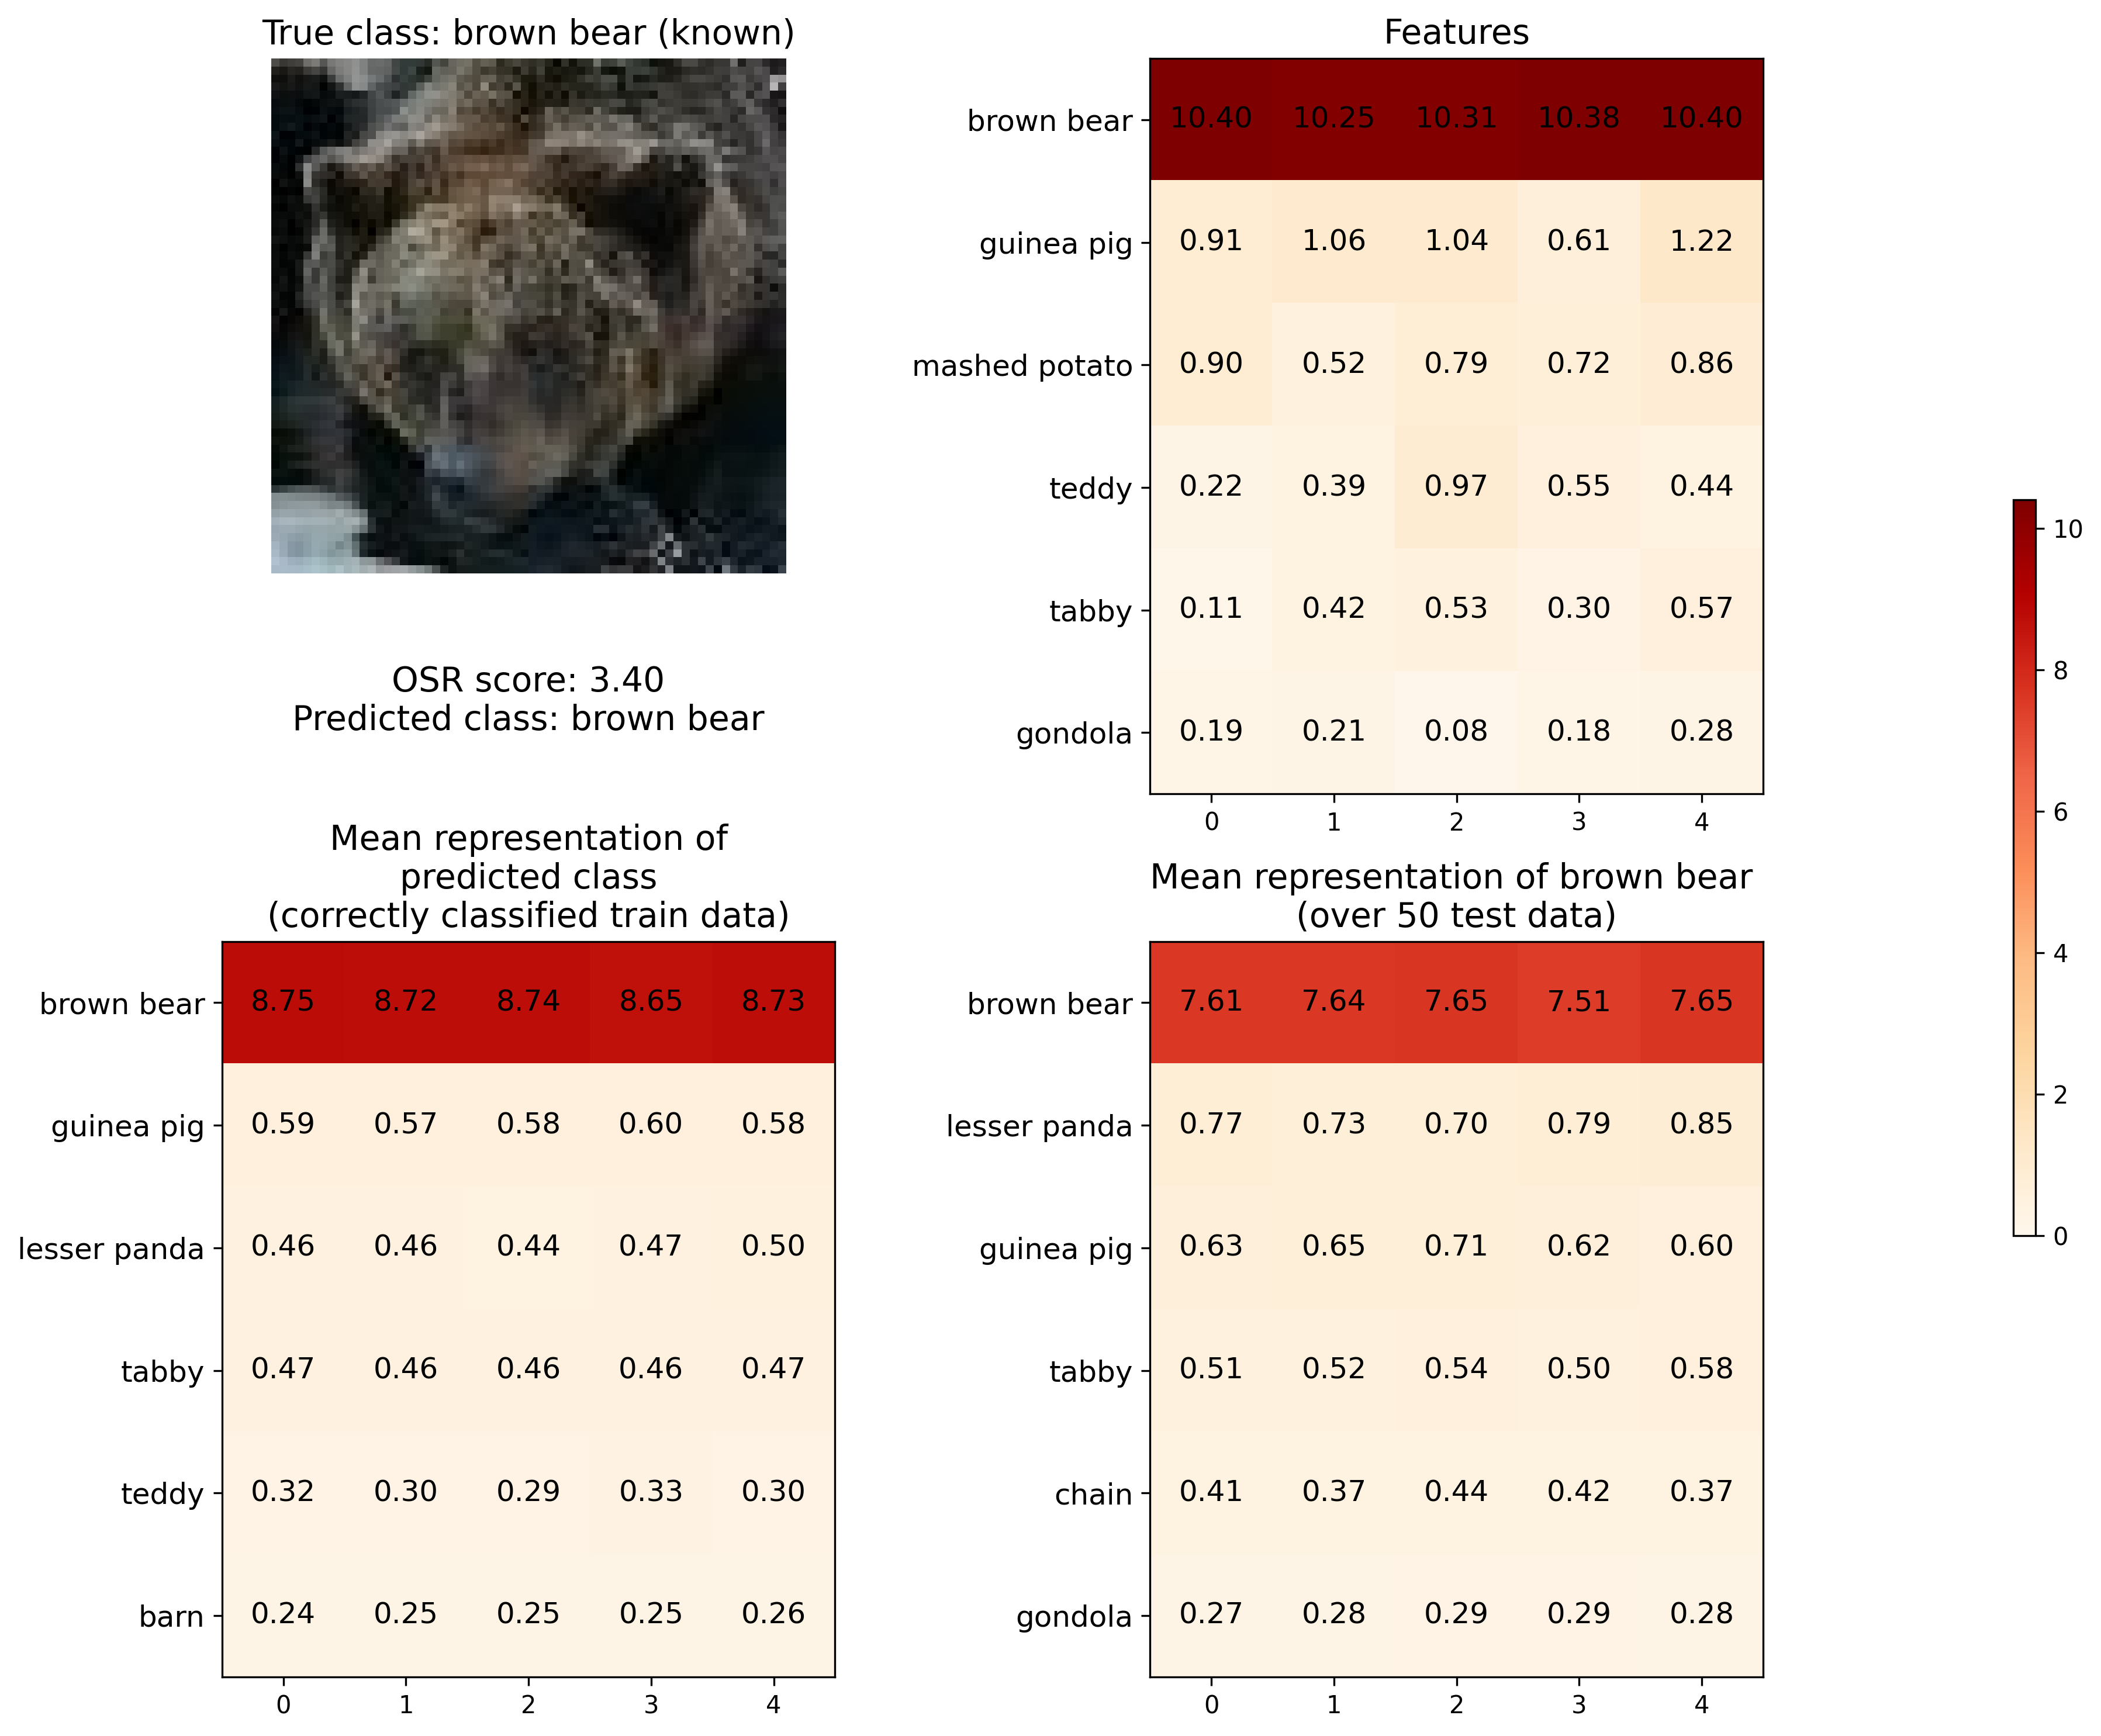 True class: brown bear (known)
OSR score: 3.40
Predicted class: brown bear
Features
brown bear 10.40 10.25 10.31 10.38 10.40
guinea pig 0.91 1.06 1.04 0.61 1.22
mashed potato 0.90 0.52 0.79 0.72 0.86
teddy 0.22 0.39 0.97 0.55 0.44
tabby 0.11 0.42 0.53 0.30 0.57
gondola 0.19 0.21 0.08 0.18 0.28
0 1 2 3 4
Mean representation of
predicted class
(correctly classified train data)
brown bear 8.75 8.72 8.74 8.65 8.73
guinea pig 0.59 0.57 0.58 0.60 0.58
lesser panda 0.46 0.46 0.44 0.47 0.50
tabby 0.47 0.46 0.46 0.46 0.47
teddy 0.32 0.30 0.29 0.33 0.30
barn 0.24 0.25 0.25 0.25 0.26
0 1 2 3 4
Mean representation of brown bear
(over 50 test data)
brown bear 7.61 7.64 7.65 7.51 7.65
lesser panda 0.77 0.73 0.70 0.79 0.85
guinea pig 0.63 0.65 0.71 0.62 0.60
tabby 0.51 0.52 0.54 0.50 0.58
chain 0.41 0.37 0.44 0.42 0.37
gondola 0.27 0.28 0.29 0.29 0.28
0 1 2 3 4
10
8
6
4
2
0